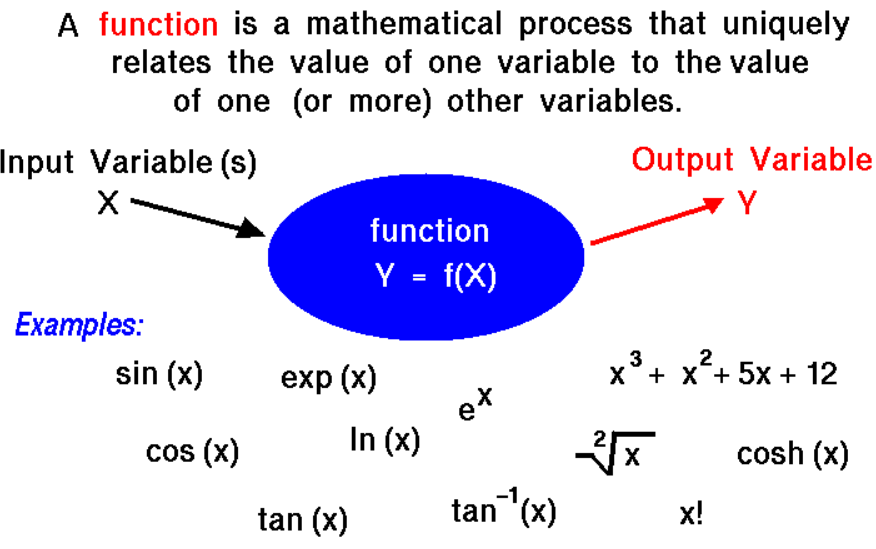 A function is a mathematical process that uniquely
relates the value of one variable to the value
of one (or more) other variables.
Input Variable (s)
X
Output Variable
Y
function
Y = f(X)
Examples:
sin (x)
exp (x)
eˣ
x³ + x² + 5x + 12
cos (x)
ln (x)
²√x
cosh (x)
tan (x)
tan⁻¹(x)
x!